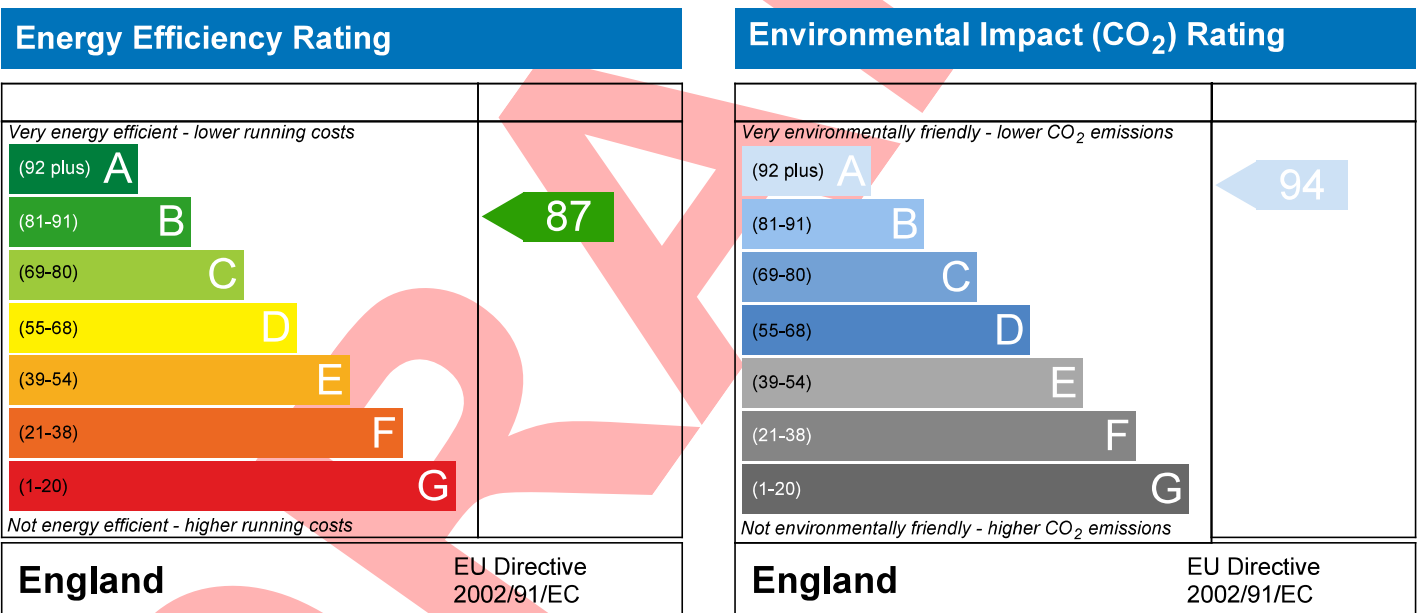 Energy Efficiency Rating
Very energy efficient - lower running costs
(92 plus) A
(81-91) B
87
(69-80) C
(55-68) D
(39-54) E
(21-38) F
(1-20) G
Not energy efficient - higher running costs
England
EU Directive
2002/91/EC
Environmental Impact (CO2) Rating
Very environmentally friendly - lower CO2 emissions
(92 plus) A
94
(81-91) B
(69-80) C
(55-68) D
(39-54) E
(21-38) F
(1-20) G
Not environmentally friendly - higher CO2 emissions
England
EU Directive
2002/91/EC